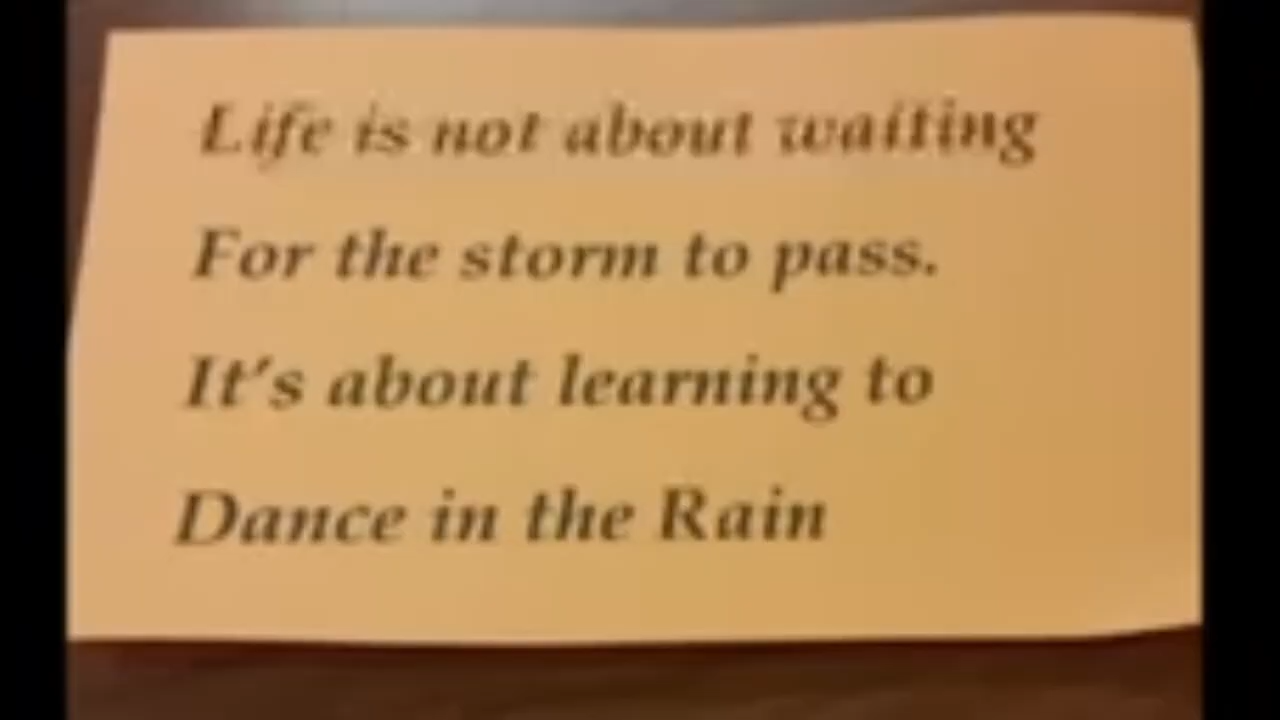 Life is not about waiting
For the storm to pass.
It's about learning to
Dance in the Rain